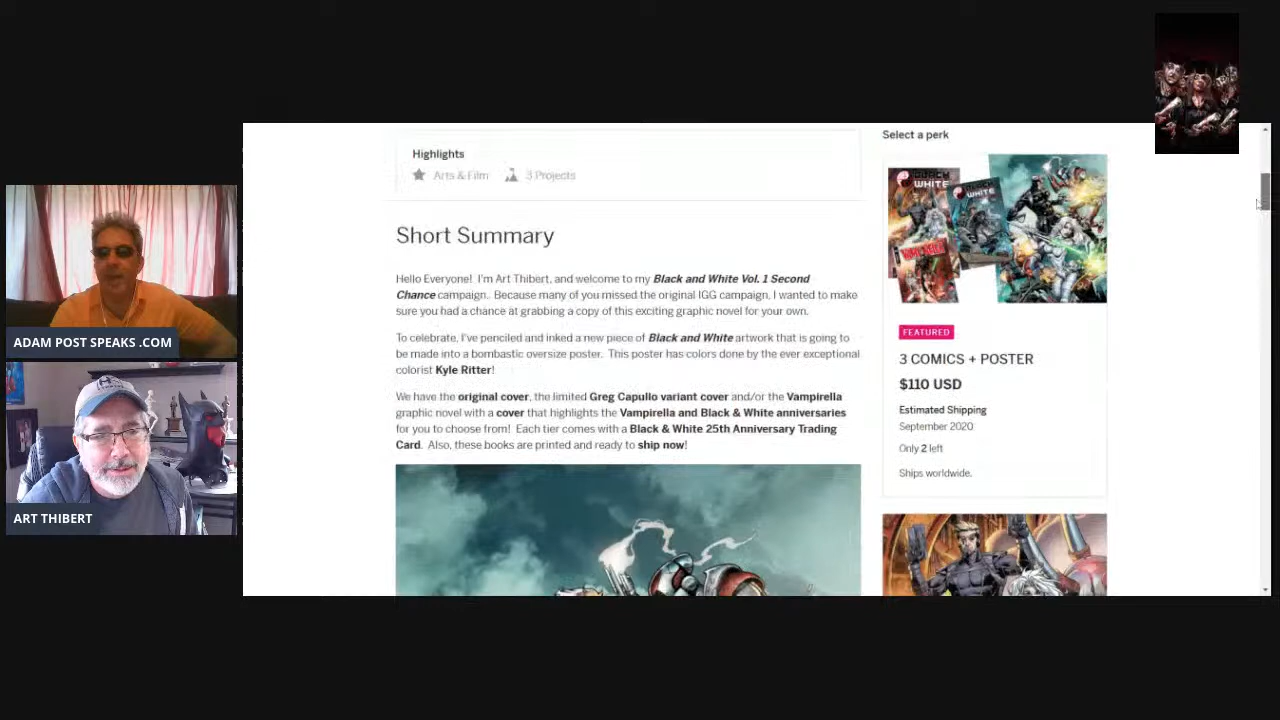 Highlights
Arts & Film 3 Projects
Short Summary
Hello Everyone! I'm Art Thibert, and welcome to my Black and White Vol. 1 Second
Chance campaign. Because many of you missed the original IGG campaign, I wanted to make
sure you had a chance at grabbing a copy of this exciting graphic novel for your own.
To celebrate, I've penciled and inked a new piece of Black and White artwork that is going to
be made into a bombastic oversize poster. This poster has colors done by the ever exceptional
colorist Kyle Ritter!
We have the original cover, the limited Greg Capullo variant cover and/or the Vampirella
graphic novel with a cover that highlights the Vampirella and Black & White anniversaries
for you to choose from! Each tier comes with a Black & White 25th Anniversary Trading
Card. Also, these books are printed and ready to ship now!
Select a perk
BLACK
WHITE
WHITE
FEATURED
3 COMICS + POSTER
$110 USD
Estimated Shipping
September 2020
Only 2 left
Ships worldwide.
ADAM POST SPEAKS .COM
ART THIBERT